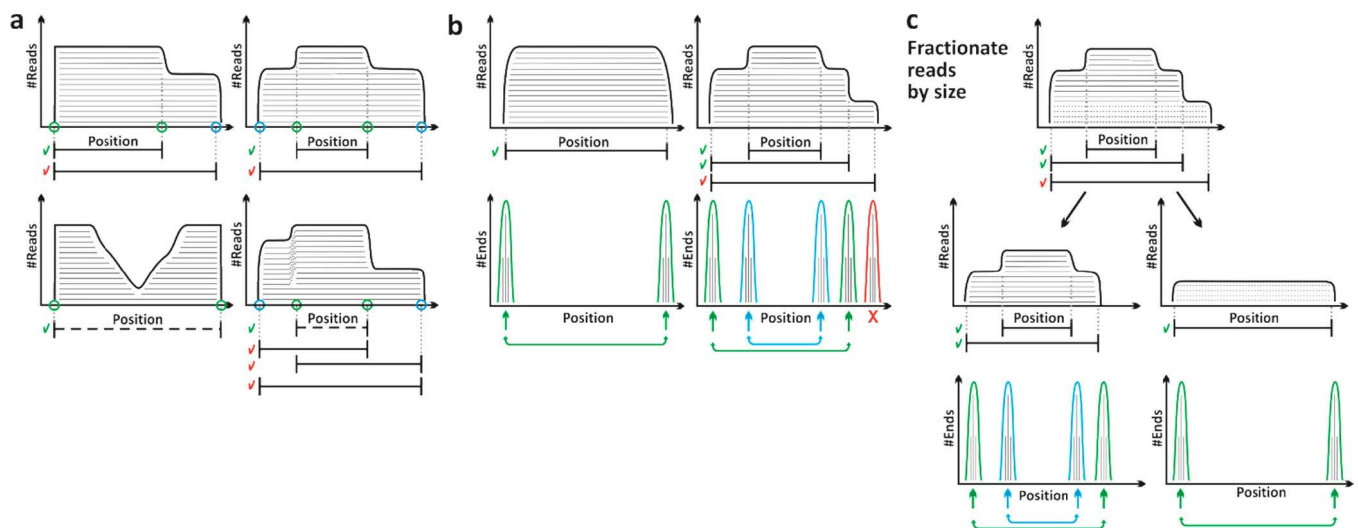 a
#Reads
Position
#Reads
Position
#Reads
Position
#Reads
Position
b
#Reads
Position
#Reads
Position
#Ends
Position
#Ends
Position
X
c
Fractionate
reads
by size
#Reads
Position
#Reads
Position
#Reads
Position
#Ends
Position
#Ends
Position